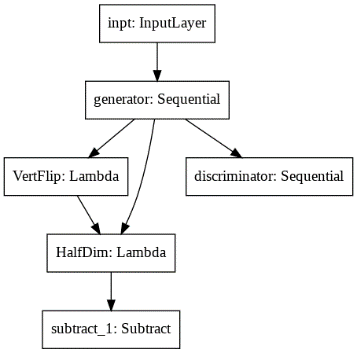 inpt: InputLayer
generator: Sequential
VertFlip: Lambda
discriminator: Sequential
HalfDim: Lambda
subtract_1: Subtract